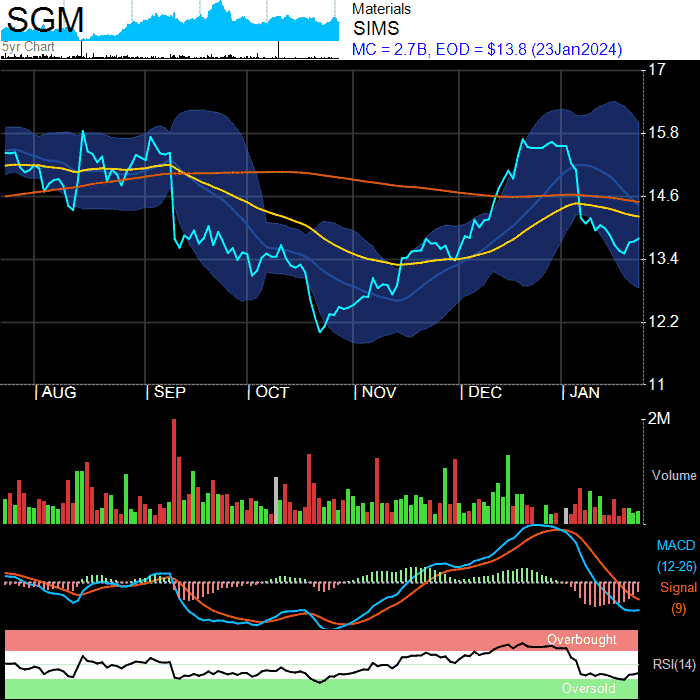 SGM
5yr Chart
Materials
SIMS
MC = 2.7B, EOD = $13.8 (23Jan2024)
17
15.8
14.6
13.4
12.2
11
| AUG | SEP | OCT | NOV | DEC | JAN
2M
Volume
MACD
(12-26)
Signal
(9)
Overbought
RSI(14)
Oversold